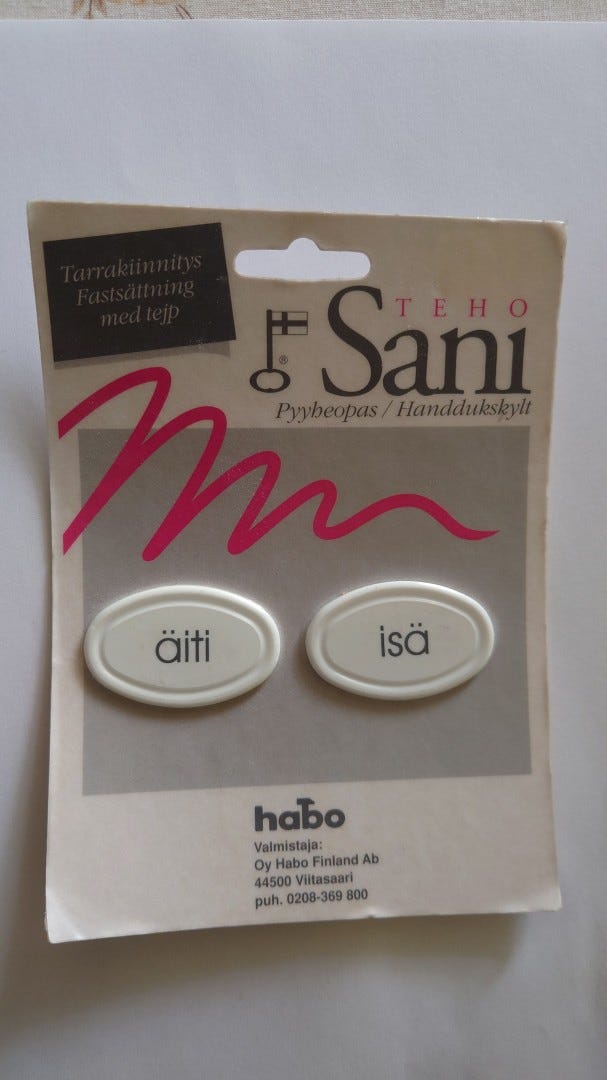 Tarrakiinnitys
Fastsättning
med tejp
TEHO
Sani
®
Pyyheopas / Handdukskylt
äiti
isä
habo
Valmistaja:
Oy Habo Finland Ab
44500 Viitasaari
puh. 0208-369 800